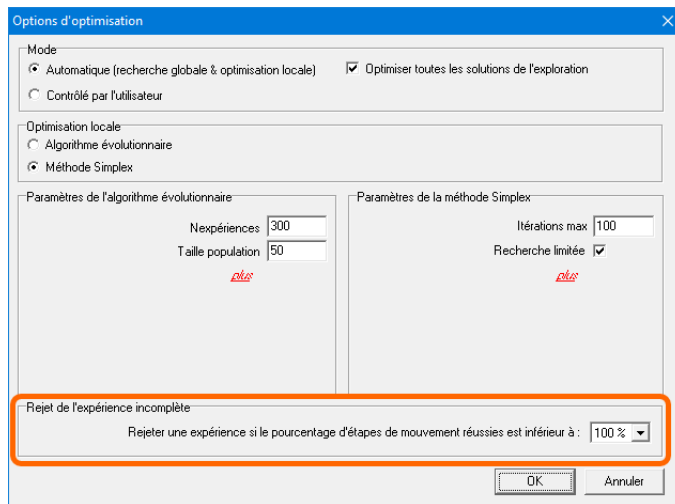 Options d'optimisation
Mode
Automatique (recherche globale & optimisation locale)
Optimiser toutes les solutions de l'exploration
Contrôlé par l'utilisateur
Optimisation locale
Algorithme évolutionnaire
Méthode Simplex
Paramètres de l'algorithme évolutionnaire
Nexpériences 300
Taille population 50
plus
Paramètres de la méthode Simplex
Itérations max 100
Recherche limitée
plus
Rejet de l'expérience incomplète
Rejeter une expérience si le pourcentage d'étapes de mouvement réussies est inférieur à : 100 %
OK
Annuler